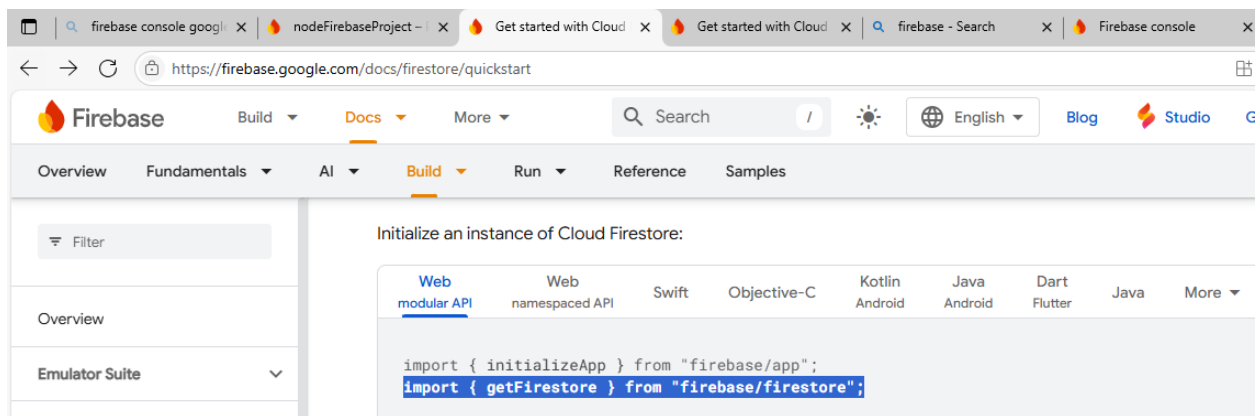 firebase console google
nodeFirebaseProject –
Get started with Cloud
Get started with Cloud
firebase - Search
Firebase console
https://firebase.google.com/docs/firestore/quickstart
Firebase
Build
Docs
More
Search
/
English
Blog
Studio
G
Overview
Fundamentals
AI
Build
Run
Reference
Samples
Filter
Initialize an instance of Cloud Firestore:
Web
modular API
Web
namespaced API
Swift
Objective-C
Kotlin
Android
Java
Android
Dart
Flutter
Java
More
Overview
Emulator Suite
import { initializeApp } from "firebase/app";
import { getFirestore } from "firebase/firestore";